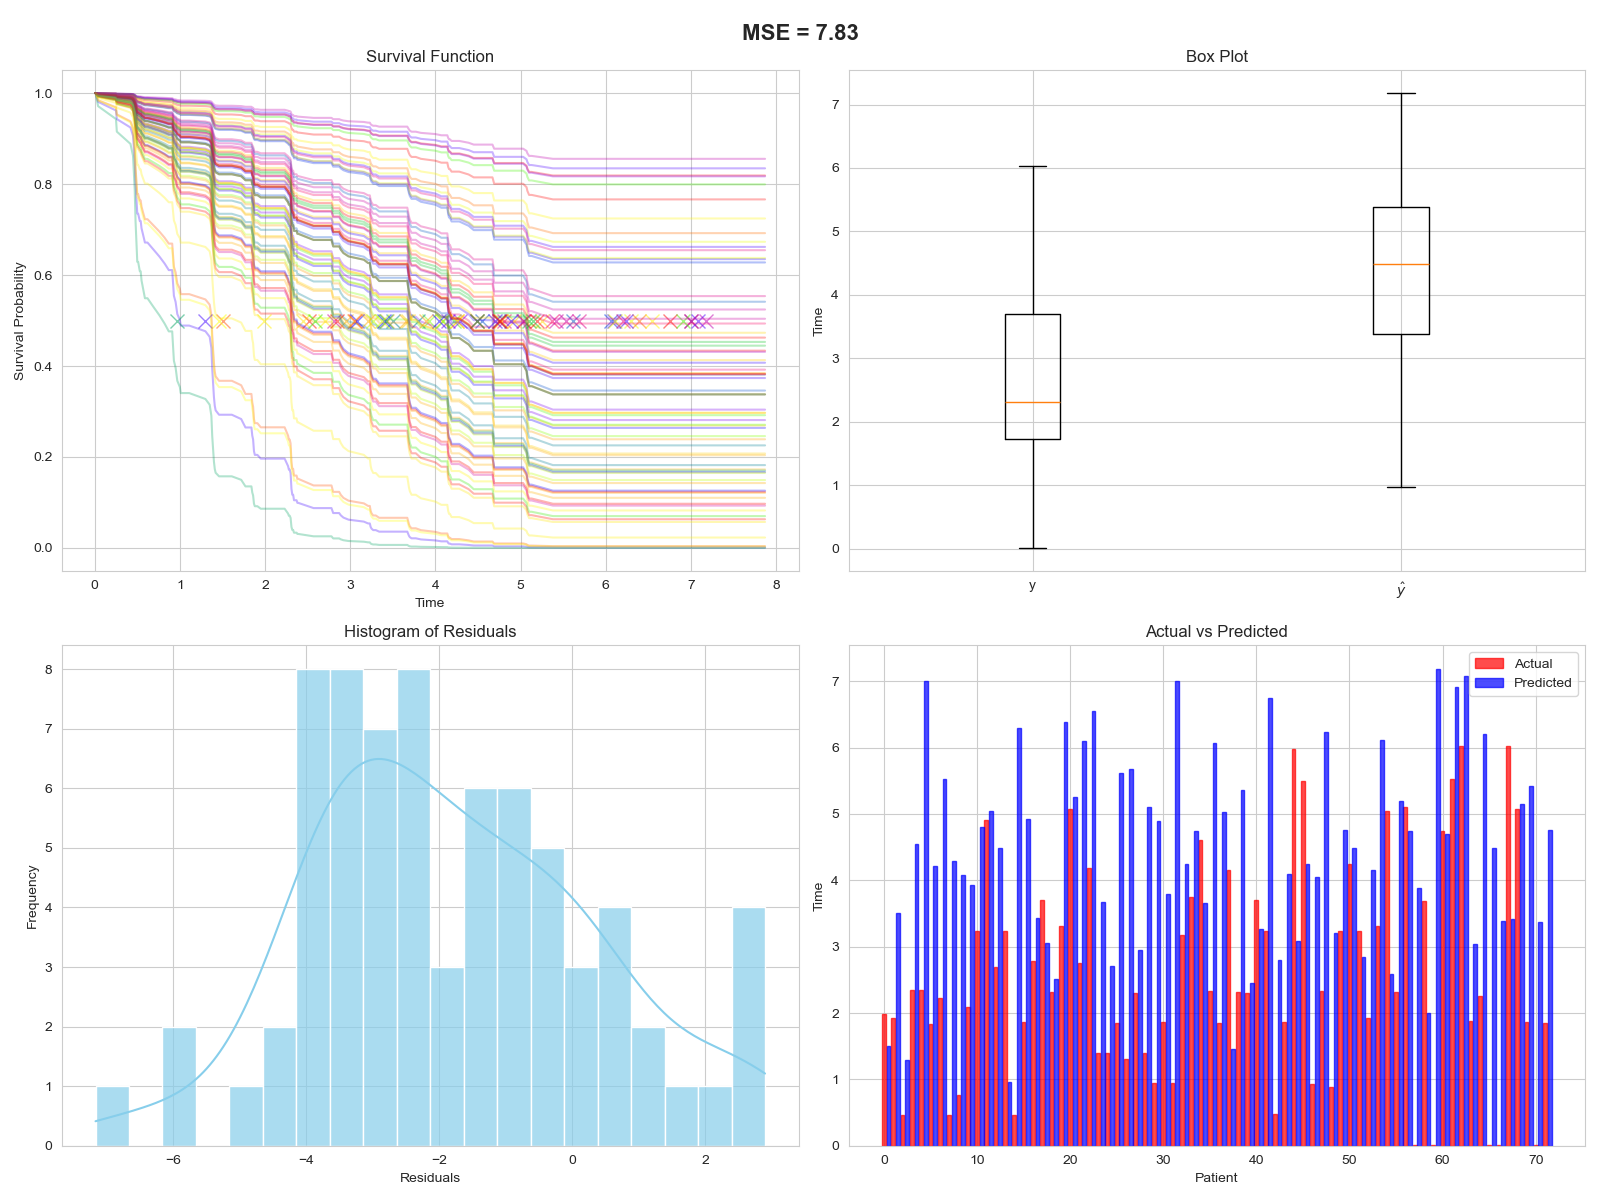 MSE = 7.83
Survival Function
Survival Probability
1.0
0.8
0.6
0.4
0.2
0.0
0 1 2 3 4 5 6 7 8
Time
Box Plot
Time
7
6
5
4
3
2
1
0
y ŷ
Histogram of Residuals
Frequency
8
7
6
5
4
3
2
1
0
−6 −4 −2 0 2
Residuals
Actual vs Predicted
Actual
Predicted
Time
7
6
5
4
3
2
1
0
0 10 20 30 40 50 60 70
Patient